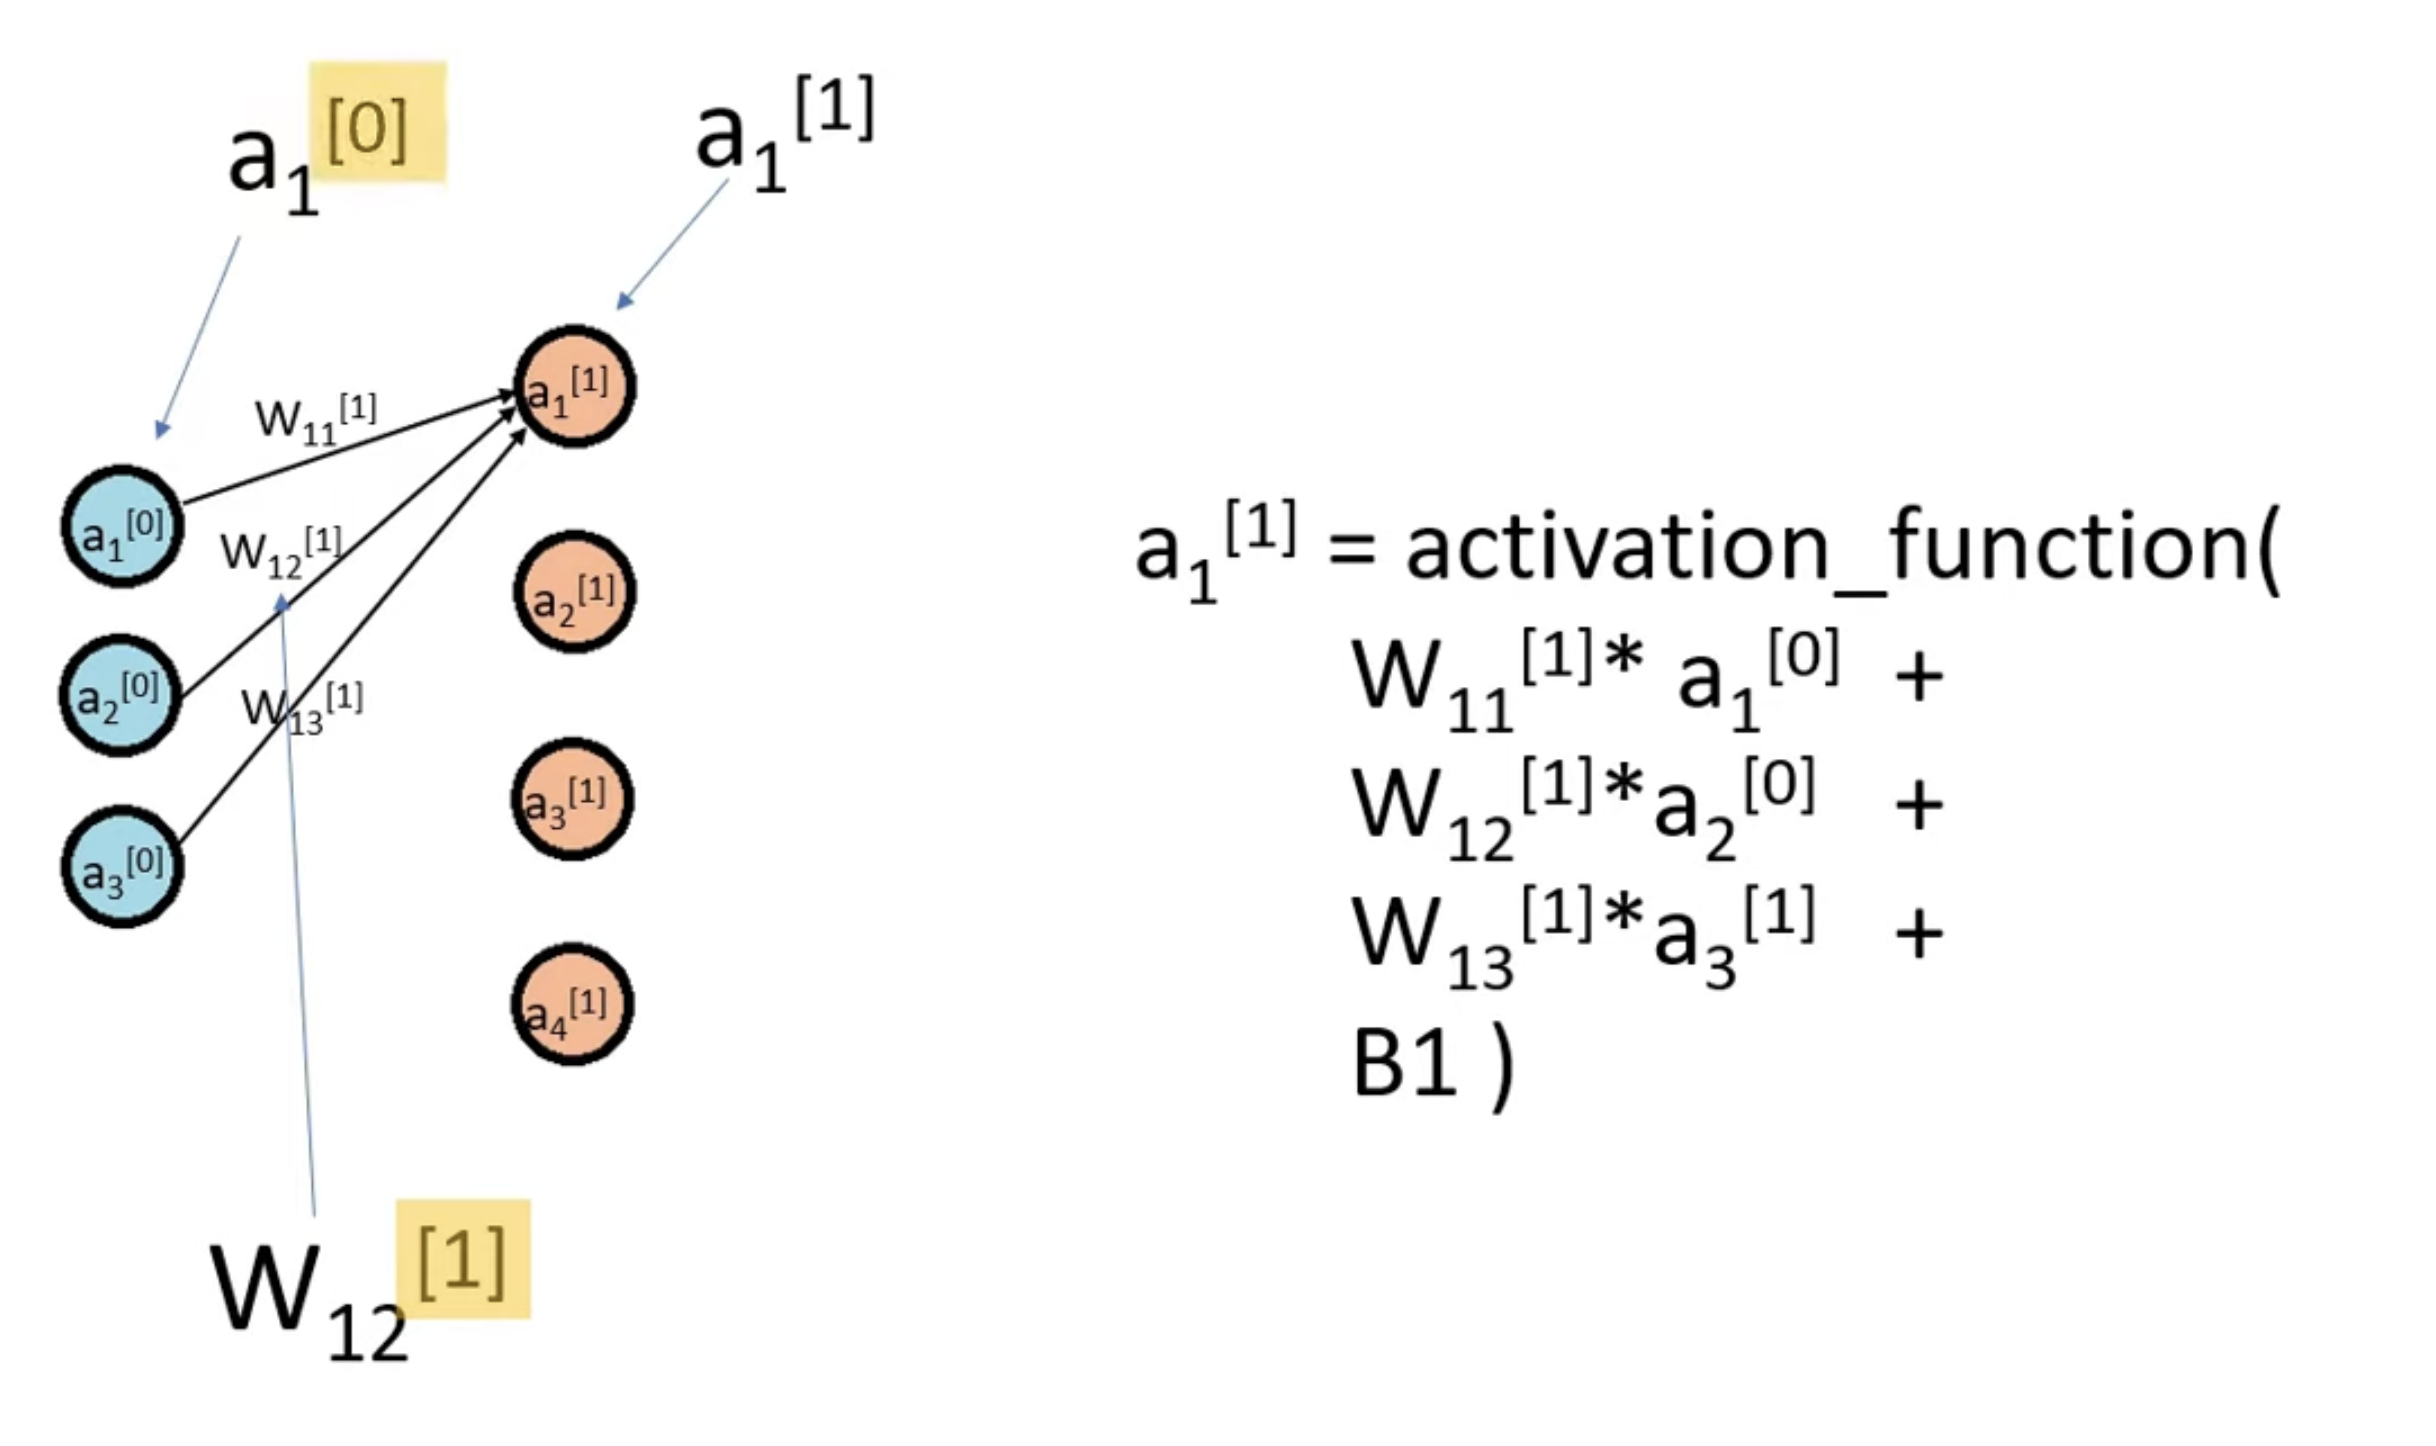 a₁[0]
a₁[1]
W₁₁[1]
a₁[1]
a₁[0]
W₁₂[1]
a₂[1]
a₂[0]
W₁₃[1]
a₃[1]
a₃[0]
a₄[1]
W₁₂[1]
a₁[1] = activation_function(
W₁₁[1]* a₁[0] +
W₁₂[1]*a₂[0] +
W₁₃[1]*a₃[1] +
B1 )